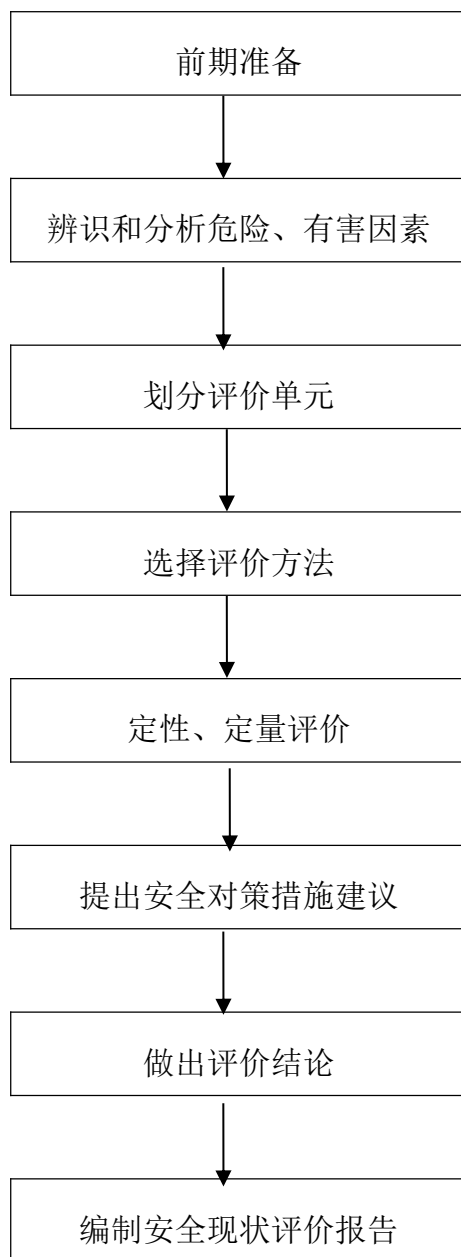 前期准备
辨识和分析危险、有害因素
划分评价单元
选择评价方法
定性、定量评价
提出安全对策措施建议
做出评价结论
编制安全现状评价报告